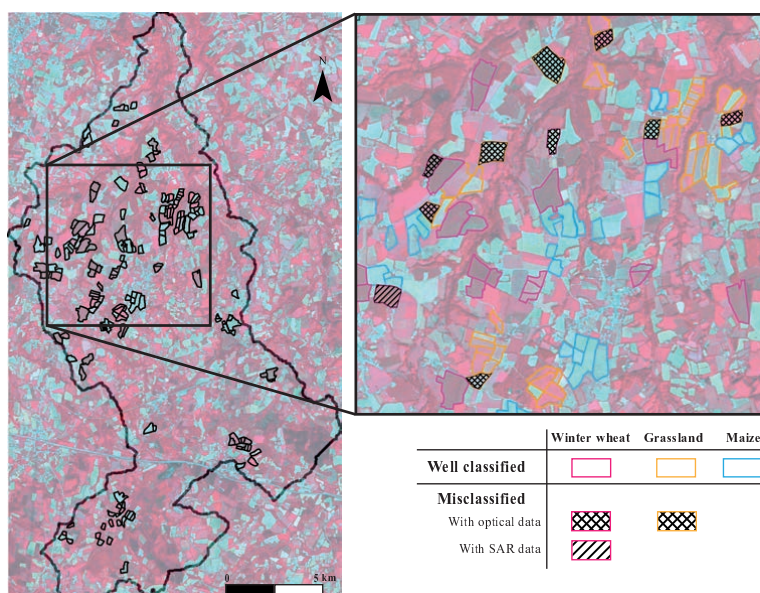 N
0 5 km
Winter wheat Grassland Maize
Well classified
Misclassified
With optical data
With SAR data